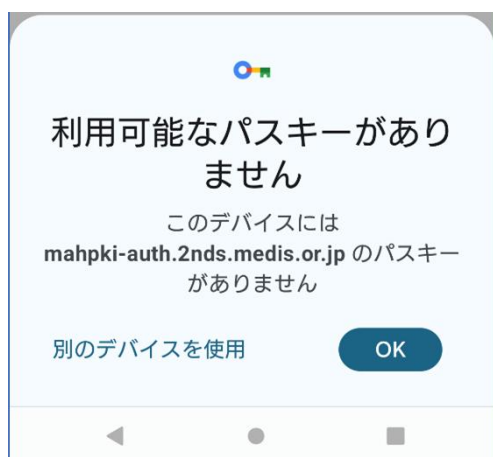 利用可能なパスキーがあり
ません
このデバイスには
mahpki-auth.2nds.medis.or.jp のパスキー
がありません
別のデバイスを使用
OK